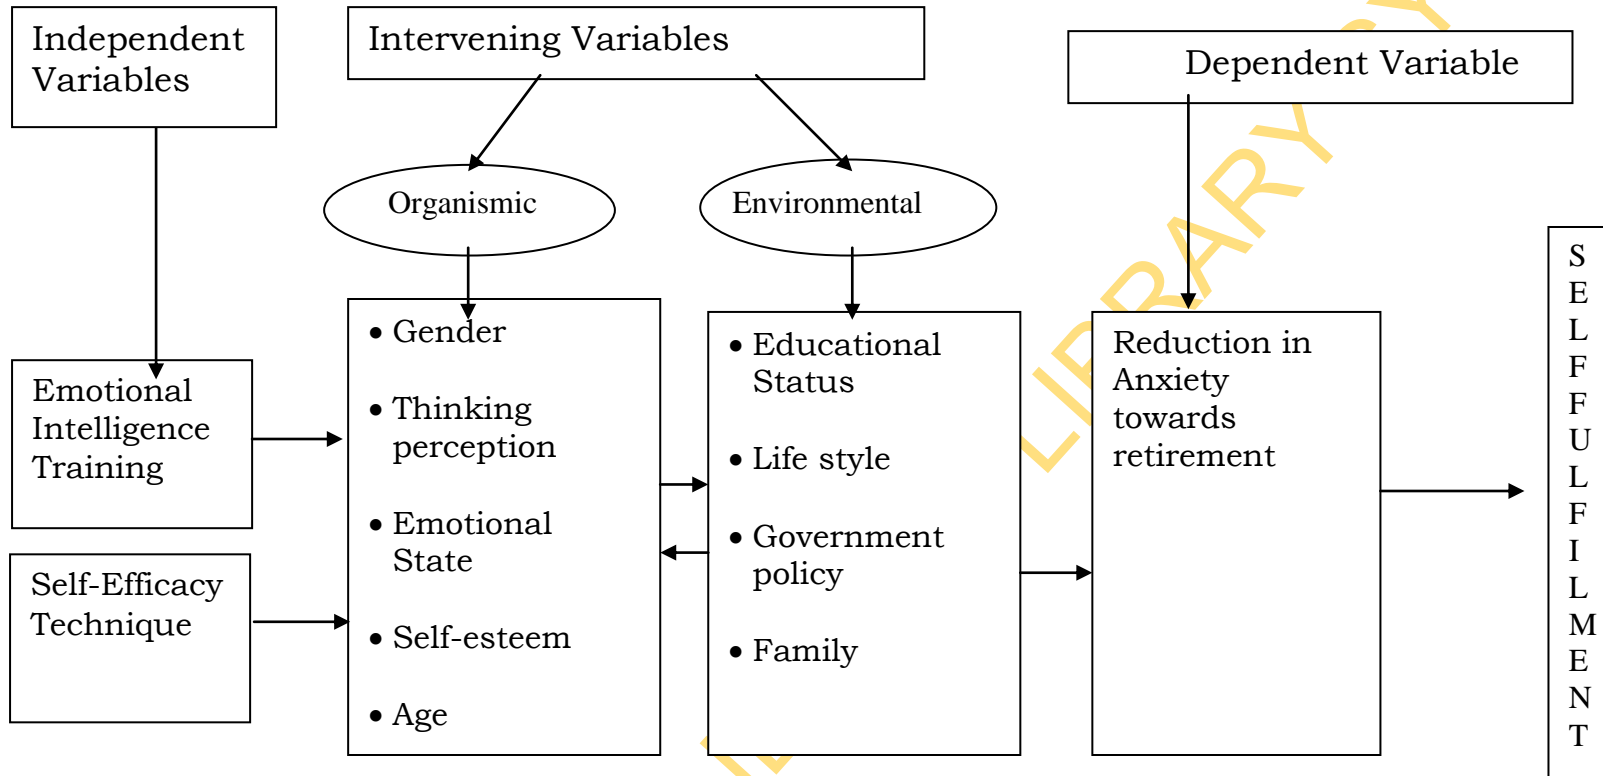 Independent
Variables
Intervening Variables
Dependent Variable
Organismic
Environmental
Emotional
Intelligence
Training
Self-Efficacy
Technique
• Gender
• Thinking
perception
• Emotional
State
• Self-esteem
• Age
• Educational
Status
• Life style
• Government
policy
• Family
Reduction in
Anxiety
towards
retirement
S
E
L
F
F
U
L
F
I
L
M
E
N
T
LIBRARY